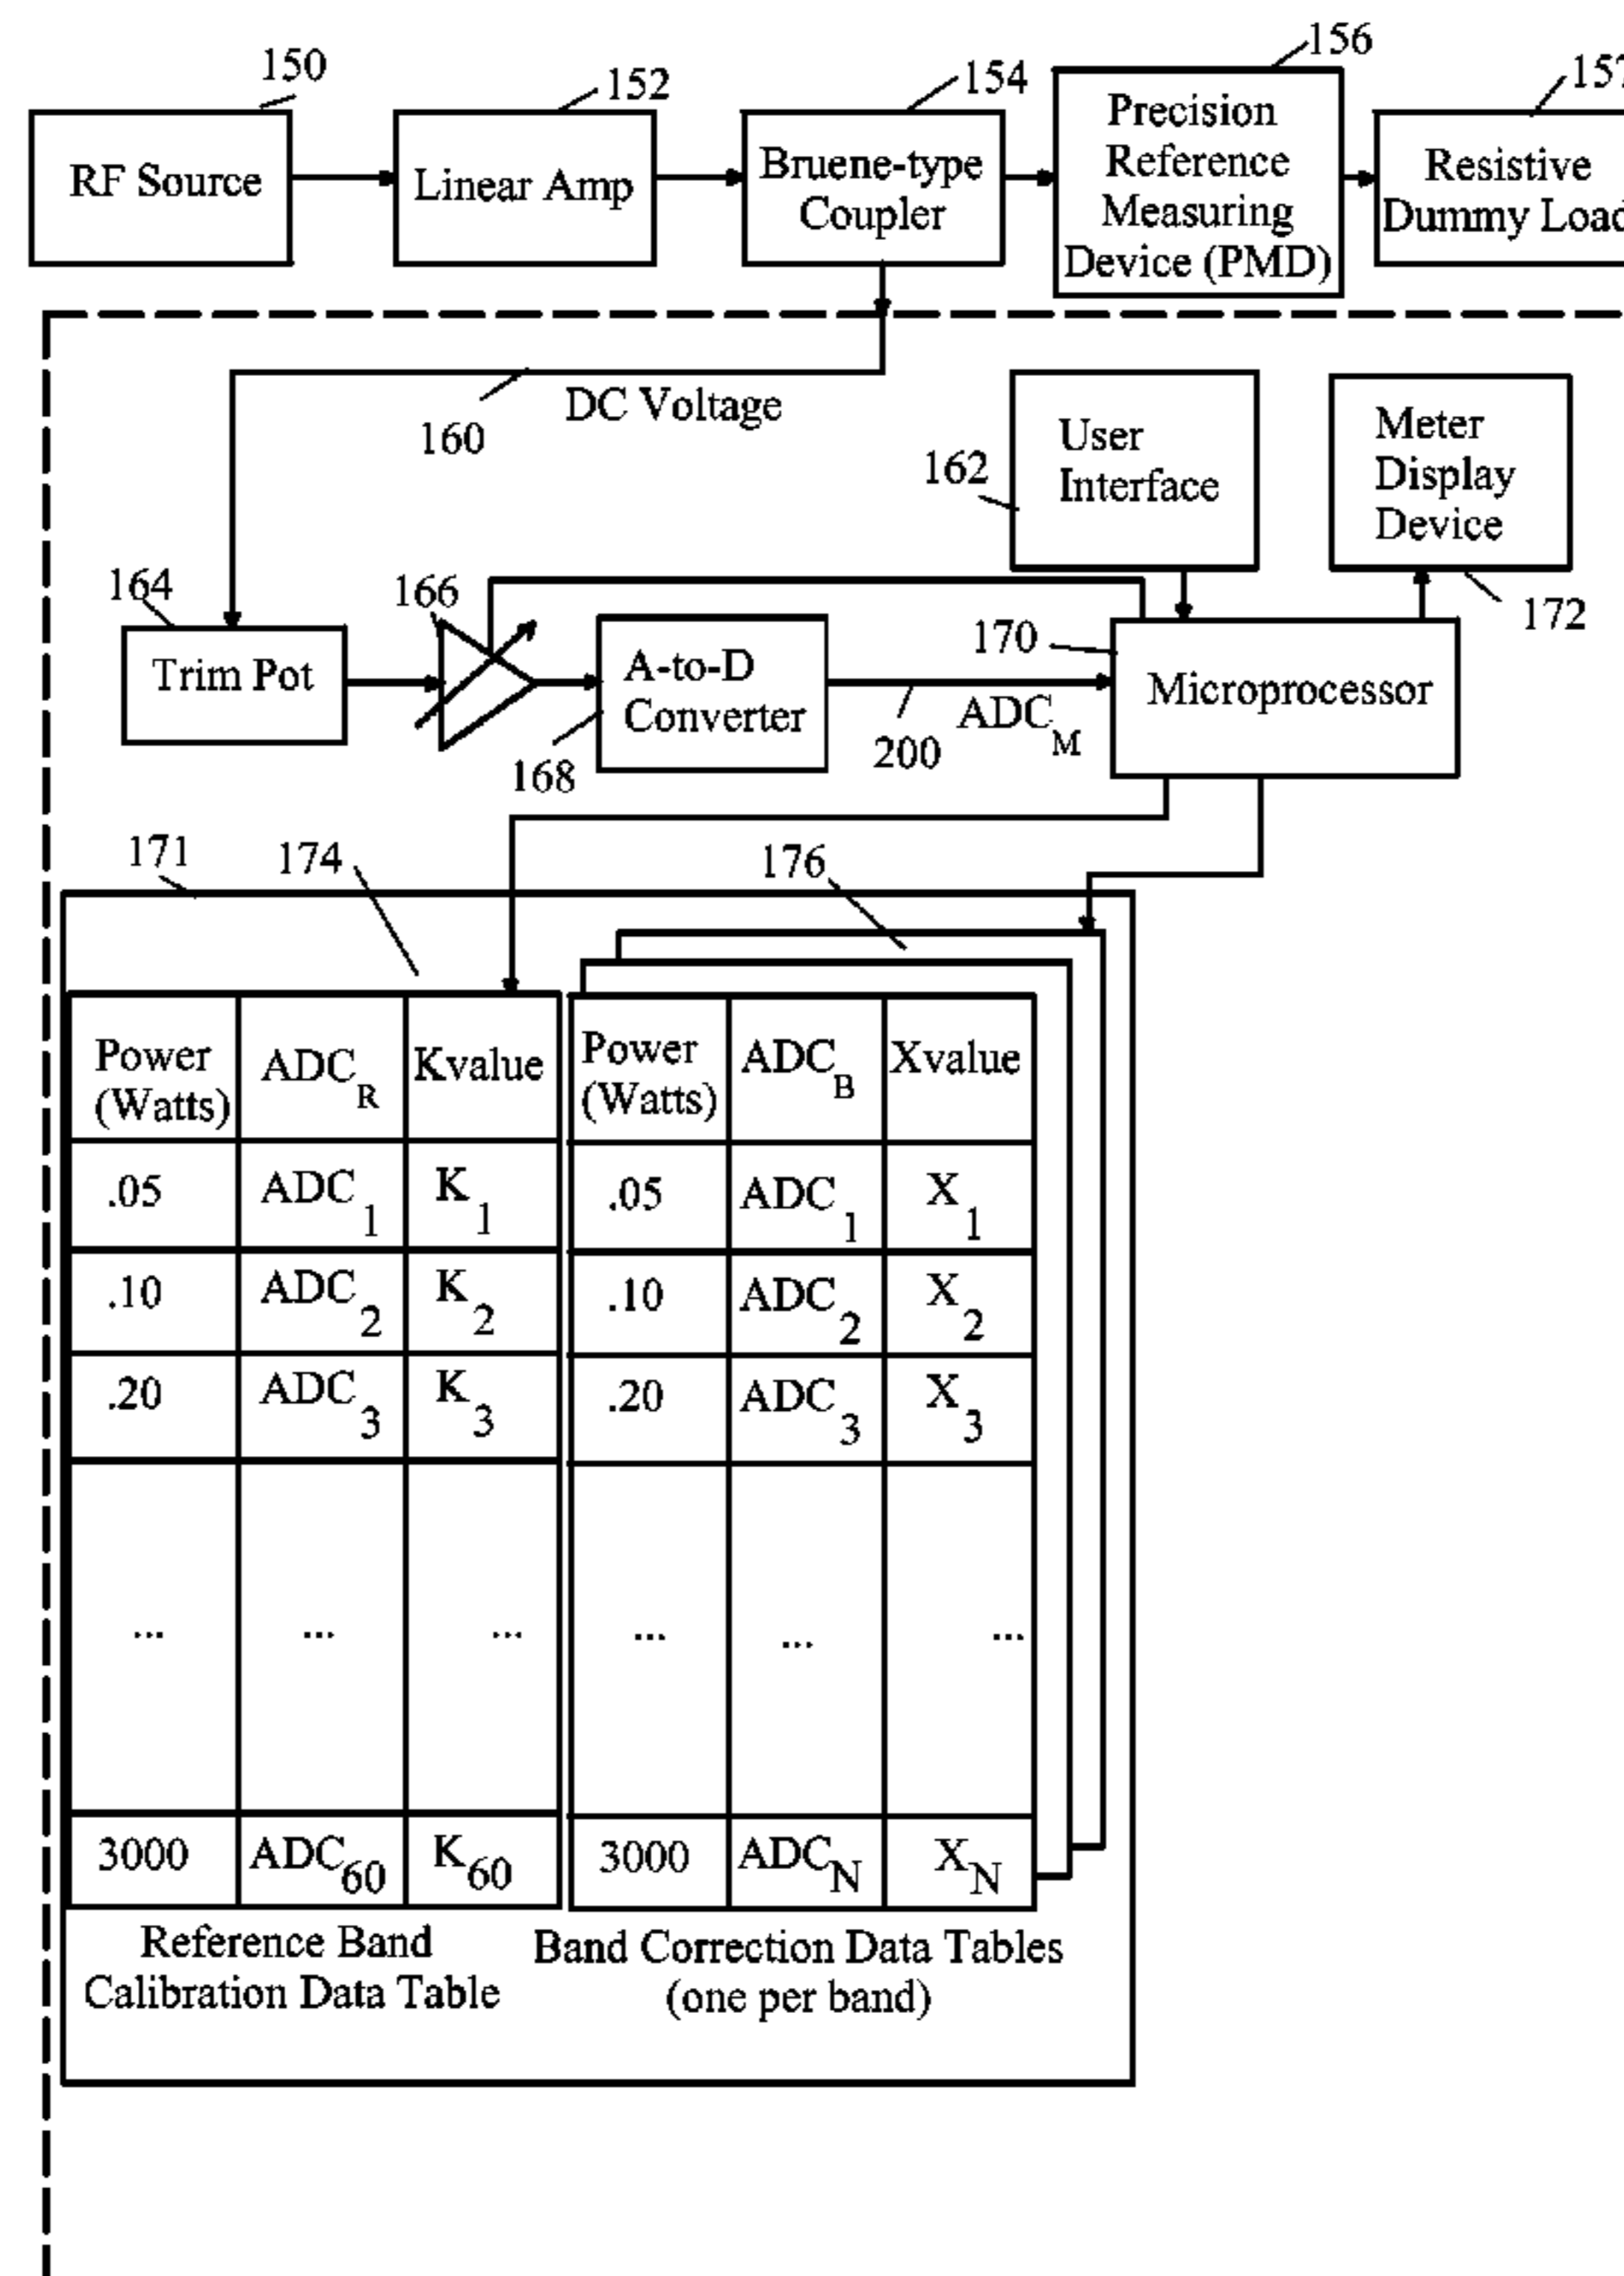 150
152
154
156
157
RF Source
Linear Amp
Bruene-type
Coupler
Precision
Reference
Measuring
Device (PMD)
Resistive
Dummy Load
160
DC Voltage
162
User
Interface
Meter
Display
Device
172
164
Trim Pot
166
A-to-D
Converter
168
200
ADC M
170
Microprocessor
171
174
176
Power
(Watts)
ADC R
Kvalue
.05 ADC 1 K 1
.10 ADC 2 K 2
.20 ADC 3 K 3
... ... ...
3000 ADC 60 K 60
Reference Band
Calibration Data Table
Power
(Watts)
ADC B
Xvalue
.05 ADC 1 X 1
.10 ADC 2 X 2
.20 ADC 3 X 3
... ... ...
3000 ADC N X N
Band Correction Data Tables
(one per band)